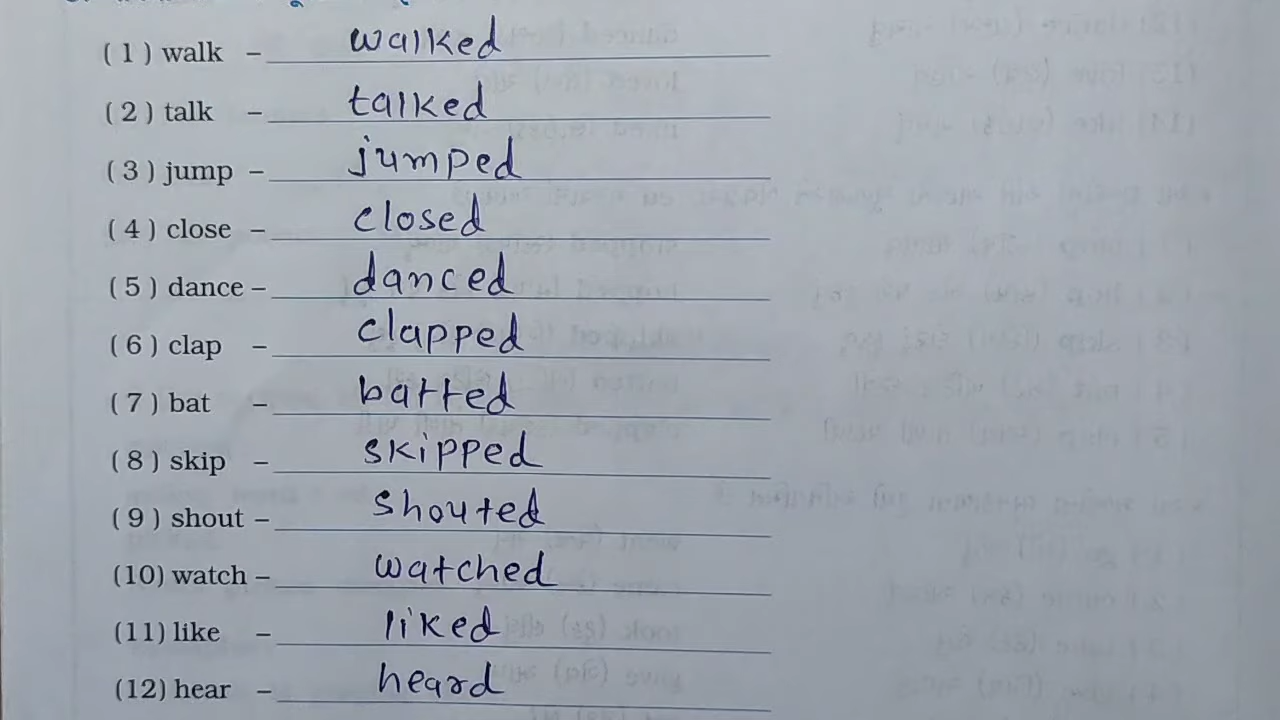 (1) walk - walked
(2) talk - talked
(3) jump - jumped
(4) close - closed
(5) dance - danced
(6) clap - clapped
(7) bat - batted
(8) skip - skipped
(9) shout - shouted
(10) watch - watched
(11) like - liked
(12) hear - heard